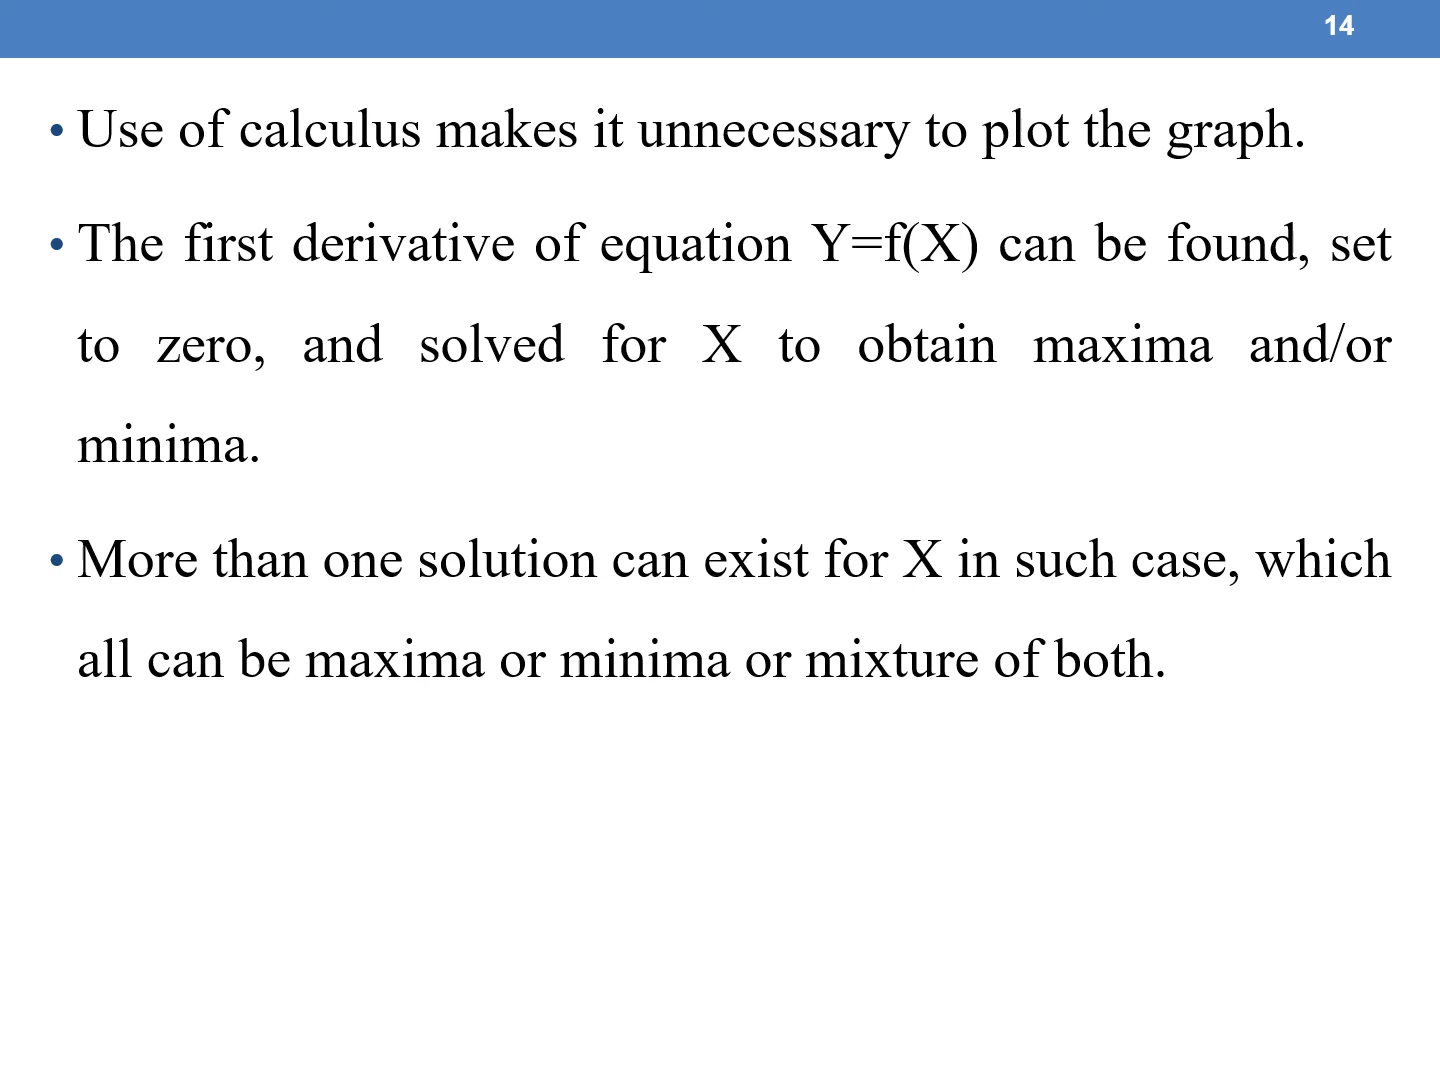 14
• Use of calculus makes it unnecessary to plot the graph.
• The first derivative of equation Y=f(X) can be found, set
to zero, and solved for X to obtain maxima and/or
minima.
• More than one solution can exist for X in such case, which
all can be maxima or minima or mixture of both.